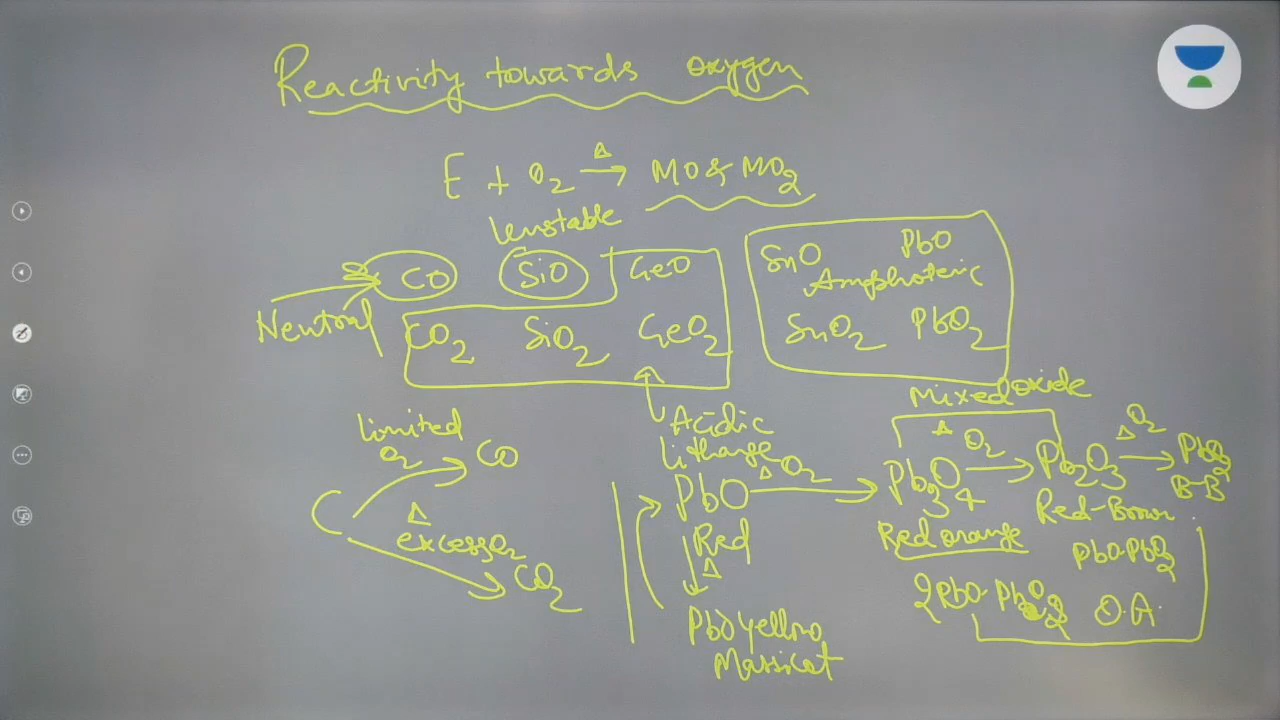 Reactivity towards oxygen
E + O2 Δ→ MO & MO2
Unstable
CO SiO GeO SnO PbO
Amphoteric
Neutral
CO2 SiO2 GeO2 SnO2 PbO2
Mixed oxide
limited O2
CO
C
Δ
excess O2
CO2
Acidic
Litharge
PbO Δ O2 → Pb3O4 Δ O2 → Pb2O3 Δ O2 → PbO2
Red
Red orange
Red-Brown
B-B
Δ
PbO.PbO2
2PbO.PbO2
O.A.
PbO yellow
Massicot